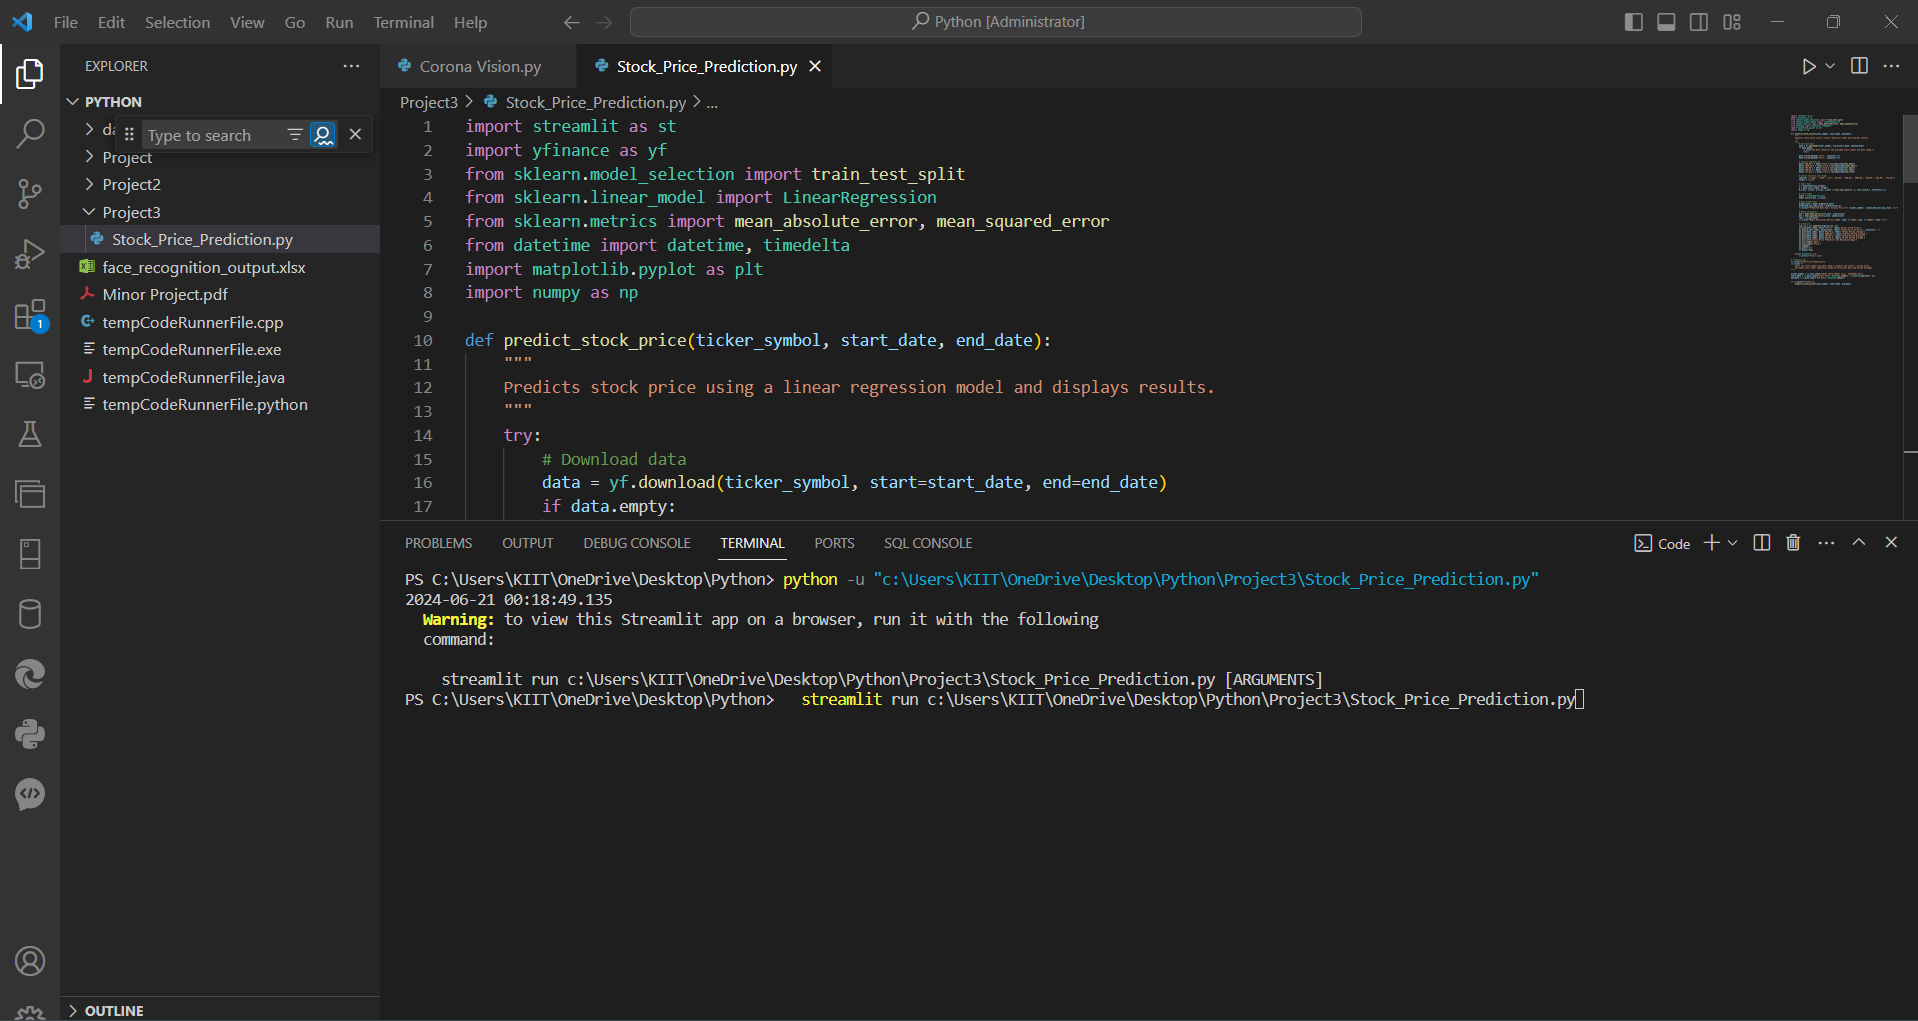 File Edit Selection View Go Run Terminal Help
Python [Administrator]
EXPLORER
PYTHON
da
Type to search
Project
Project2
Project3
Stock_Price_Prediction.py
face_recognition_output.xlsx
Minor Project.pdf
tempCodeRunnerFile.cpp
tempCodeRunnerFile.exe
tempCodeRunnerFile.java
tempCodeRunnerFile.python
OUTLINE
1
Corona Vision.py
Stock_Price_Prediction.py
Project3 > Stock_Price_Prediction.py > ...
1 import streamlit as st
2 import yfinance as yf
3 from sklearn.model_selection import train_test_split
4 from sklearn.linear_model import LinearRegression
5 from sklearn.metrics import mean_absolute_error, mean_squared_error
6 from datetime import datetime, timedelta
7 import matplotlib.pyplot as plt
8 import numpy as np
9
10 def predict_stock_price(ticker_symbol, start_date, end_date):
11 """
12 Predicts stock price using a linear regression model and displays results.
13 """
14 try:
15 # Download data
16 data = yf.download(ticker_symbol, start=start_date, end=end_date)
17 if data.empty:
PROBLEMS OUTPUT DEBUG CONSOLE TERMINAL PORTS SQL CONSOLE
Code
PS C:\Users\KIIT\OneDrive\Desktop\Python> python -u "c:\Users\KIIT\OneDrive\Desktop\Python\Project3\Stock_Price_Prediction.py"
2024-06-21 00:18:49.135
Warning: to view this Streamlit app on a browser, run it with the following
command:
streamlit run c:\Users\KIIT\OneDrive\Desktop\Python\Project3\Stock_Price_Prediction.py [ARGUMENTS]
PS C:\Users\KIIT\OneDrive\Desktop\Python> streamlit run c:\Users\KIIT\OneDrive\Desktop\Python\Project3\Stock_Price_Prediction.py